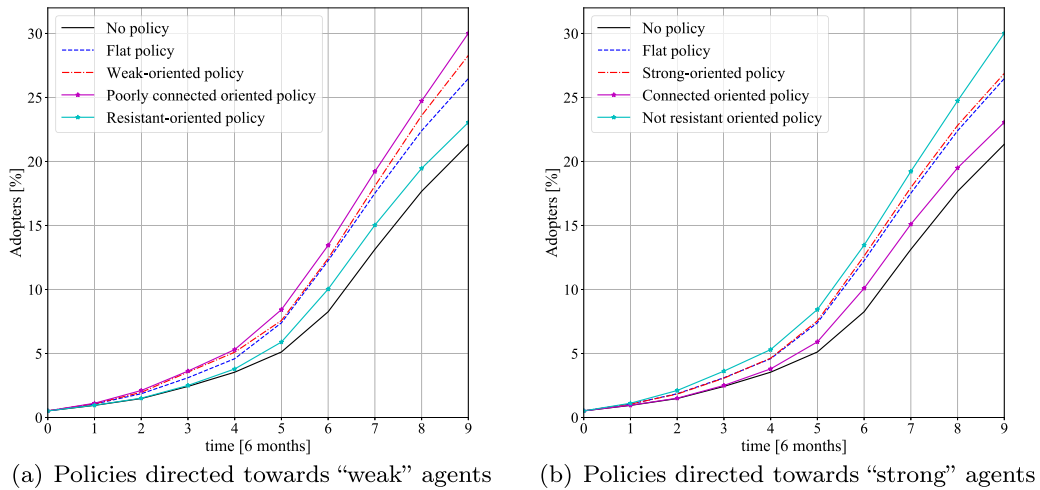 No policy
Flat policy
Weak-oriented policy
Poorly connected oriented policy
Resistant-oriented policy
Adopters [%]
30
25
20
15
10
5
0
0 1 2 3 4 5 6 7 8 9
time [6 months]
(a) Policies directed towards “weak” agents
No policy
Flat policy
Strong-oriented policy
Connected oriented policy
Not resistant oriented policy
Adopters [%]
30
25
20
15
10
5
0
0 1 2 3 4 5 6 7 8 9
time [6 months]
(b) Policies directed towards “strong” agents